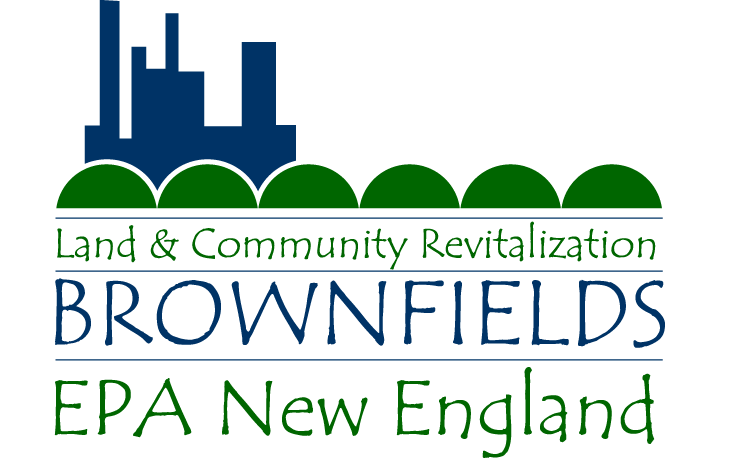 Land & Community Revitalization
BROWNFIELDS
EPA New England